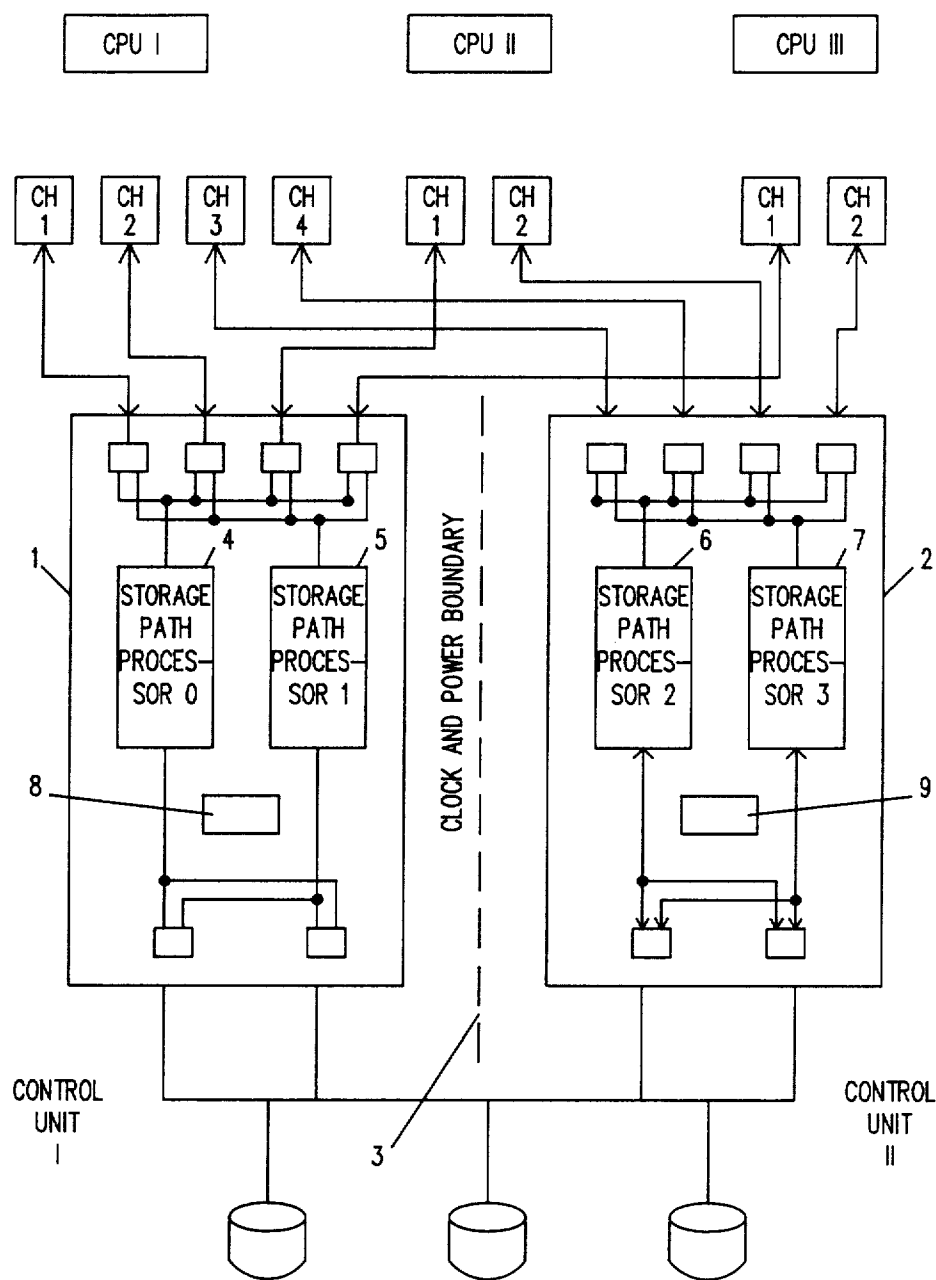 CPU I
CPU II
CPU III
CH
1
CH
2
CH
3
CH
4
CH
1
CH
2
CH
1
CH
2
1
4
5
6
7
2
STORAGE
PATH
PROCES-
SOR 0
STORAGE
PATH
PROCES-
SOR 1
CLOCK AND POWER BOUNDARY
STORAGE
PATH
PROCES-
SOR 2
STORAGE
PATH
PROCES-
SOR 3
8
9
CONTROL
UNIT
I
3
CONTROL
UNIT
II